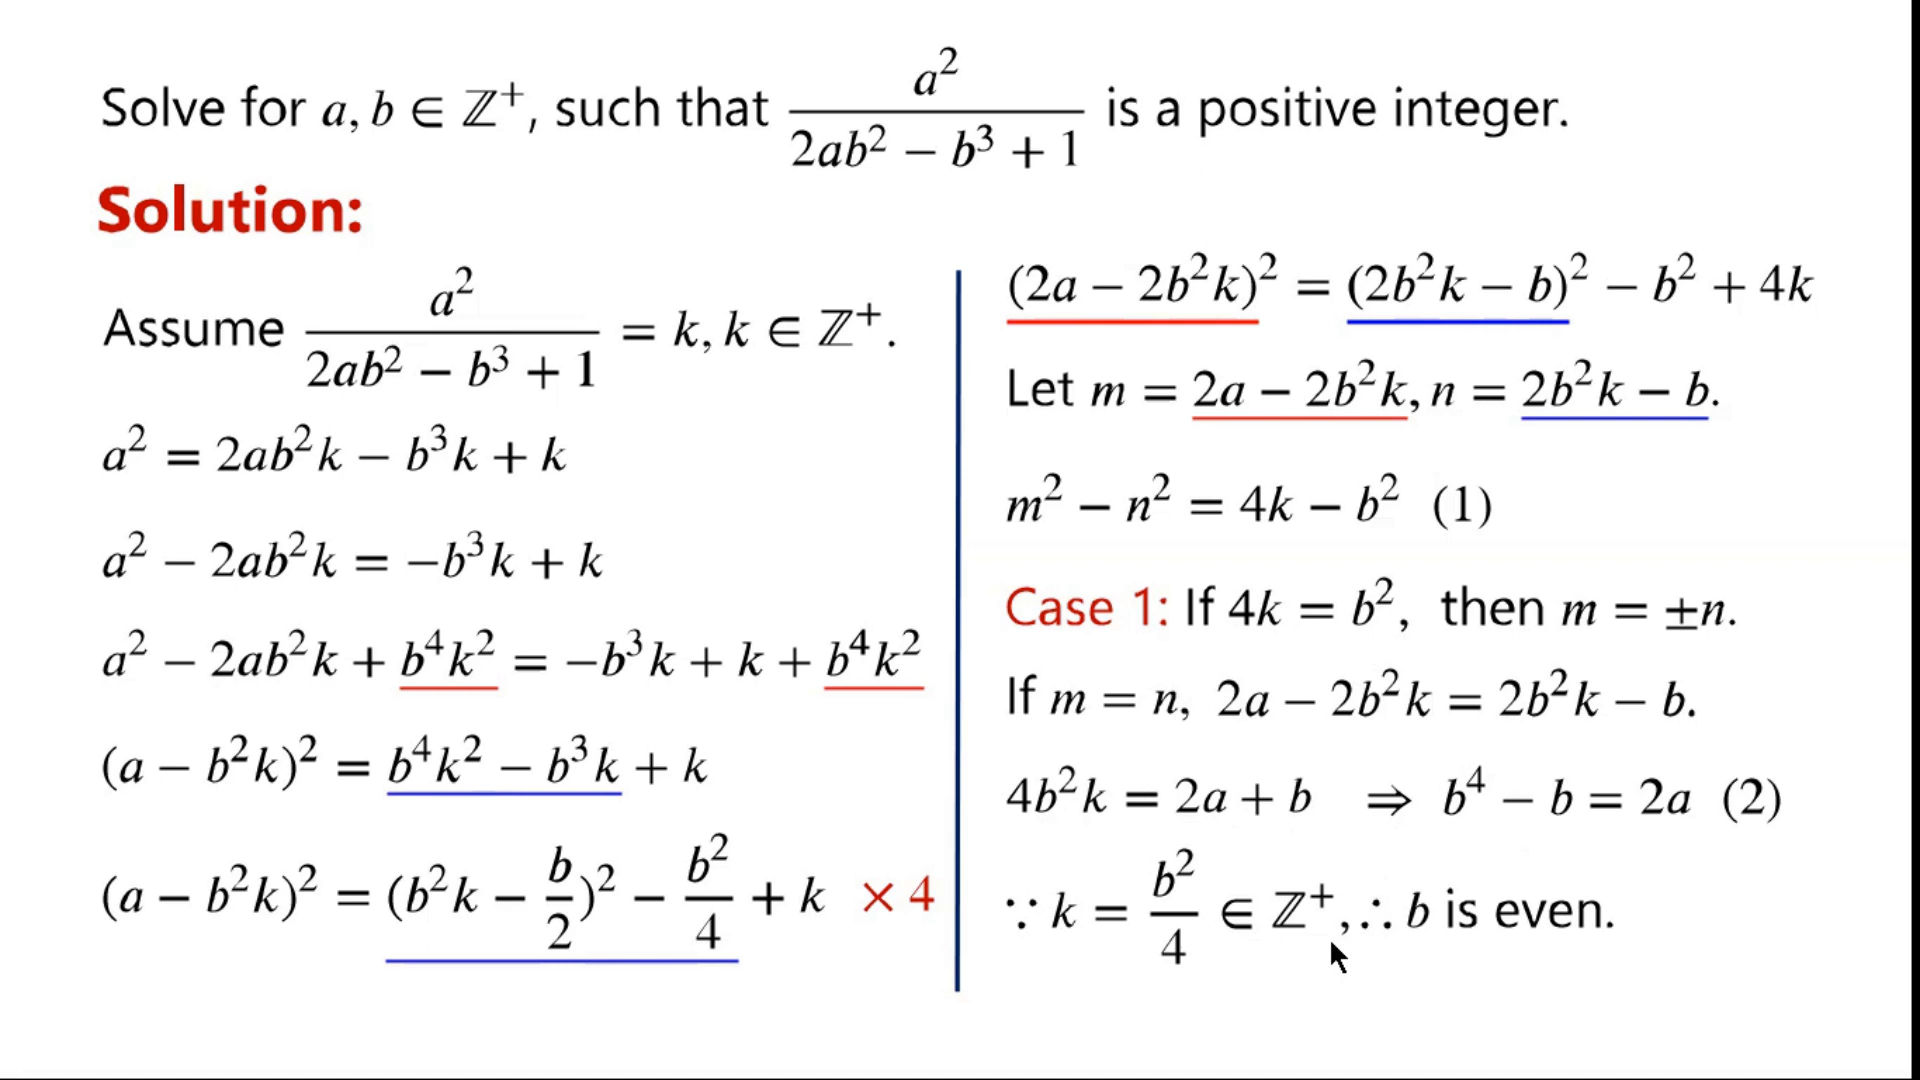 Solve for a, b ∈ ℤ⁺, such that a² / (2ab² − b³ + 1) is a positive integer.
Solution:
Assume a² / (2ab² − b³ + 1) = k, k ∈ ℤ⁺.
a² = 2ab²k − b³k + k
a² − 2ab²k = −b³k + k
a² − 2ab²k + b⁴k² = −b³k + k + b⁴k²
(a − b²k)² = b⁴k² − b³k + k
(a − b²k)² = (b²k − b/2)² − b²/4 + k × 4
(2a − 2b²k)² = (2b²k − b)² − b² + 4k
Let m = 2a − 2b²k, n = 2b²k − b.
m² − n² = 4k − b² (1)
Case 1: If 4k = b², then m = ±n.
If m = n, 2a − 2b²k = 2b²k − b.
4b²k = 2a + b ⇒ b⁴ − b = 2a (2)
∵ k = b²/4 ∈ ℤ⁺, ∴ b is even.